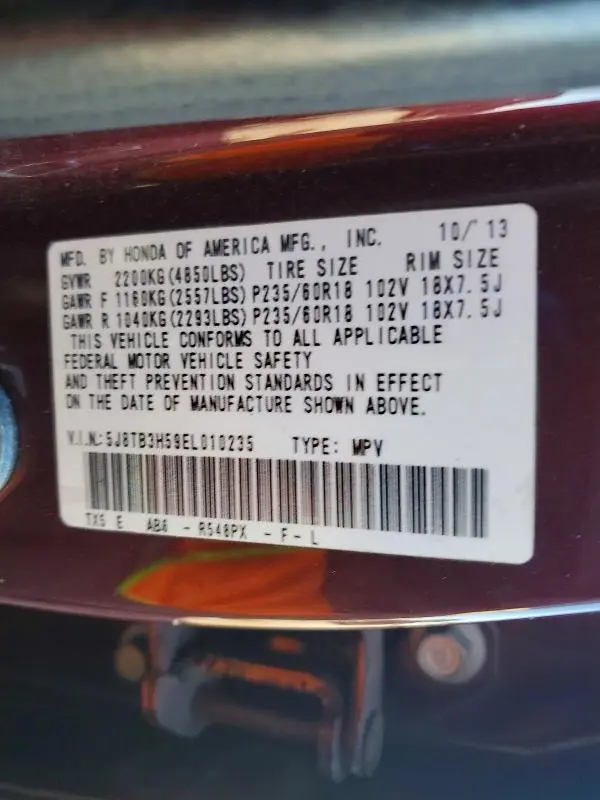 MFD. BY HONDA OF AMERICA MFG., INC. 10/'13
GVWR 2200KG(4850LBS) TIRE SIZE RIM SIZE
GAWR F 1160KG(2557LBS) P235/60R18 102V 18X7.5J
GAWR R 1040KG(2293LBS) P235/60R18 102V 18X7.5J
THIS VEHICLE CONFORMS TO ALL APPLICABLE
FEDERAL MOTOR VEHICLE SAFETY
AND THEFT PREVENTION STANDARDS IN EFFECT
ON THE DATE OF MANUFACTURE SHOWN ABOVE.
V.I.N.: 5J8TB3H59EL010235 TYPE: MPV
TX5 E AB8 - R548PX - F - L